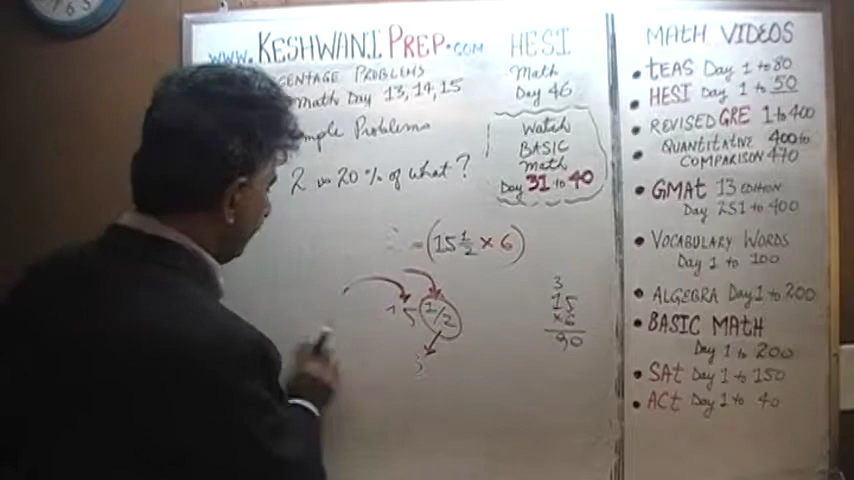 www.KESHWANIPREP.com
HESI
CENTAGE PROBLEMS
Math Day 13, 14, 15
Math
Day 46
mple Problems
Watch
BASIC
Math
Day 31 to 40
20% of what?
= (15 1/2 × 6)
15 1/2
3
3
15
×6
90
MATH VIDEOS
• TEAS Day 1 to 80
• HESI Day 1 to 50
• REVISED GRE 1 to 400
• QUANTITATIVE 400 to
COMPARISON 470
• GMAT 13 EDITION
Day 251 to 400
• VOCABULARY WORDS
Day 1 to 100
• ALGEBRA Day 1 to 200
• BASIC MATH
Day 1 to 200
• SAT Day 1 to 150
• ACT Day 1 to 40